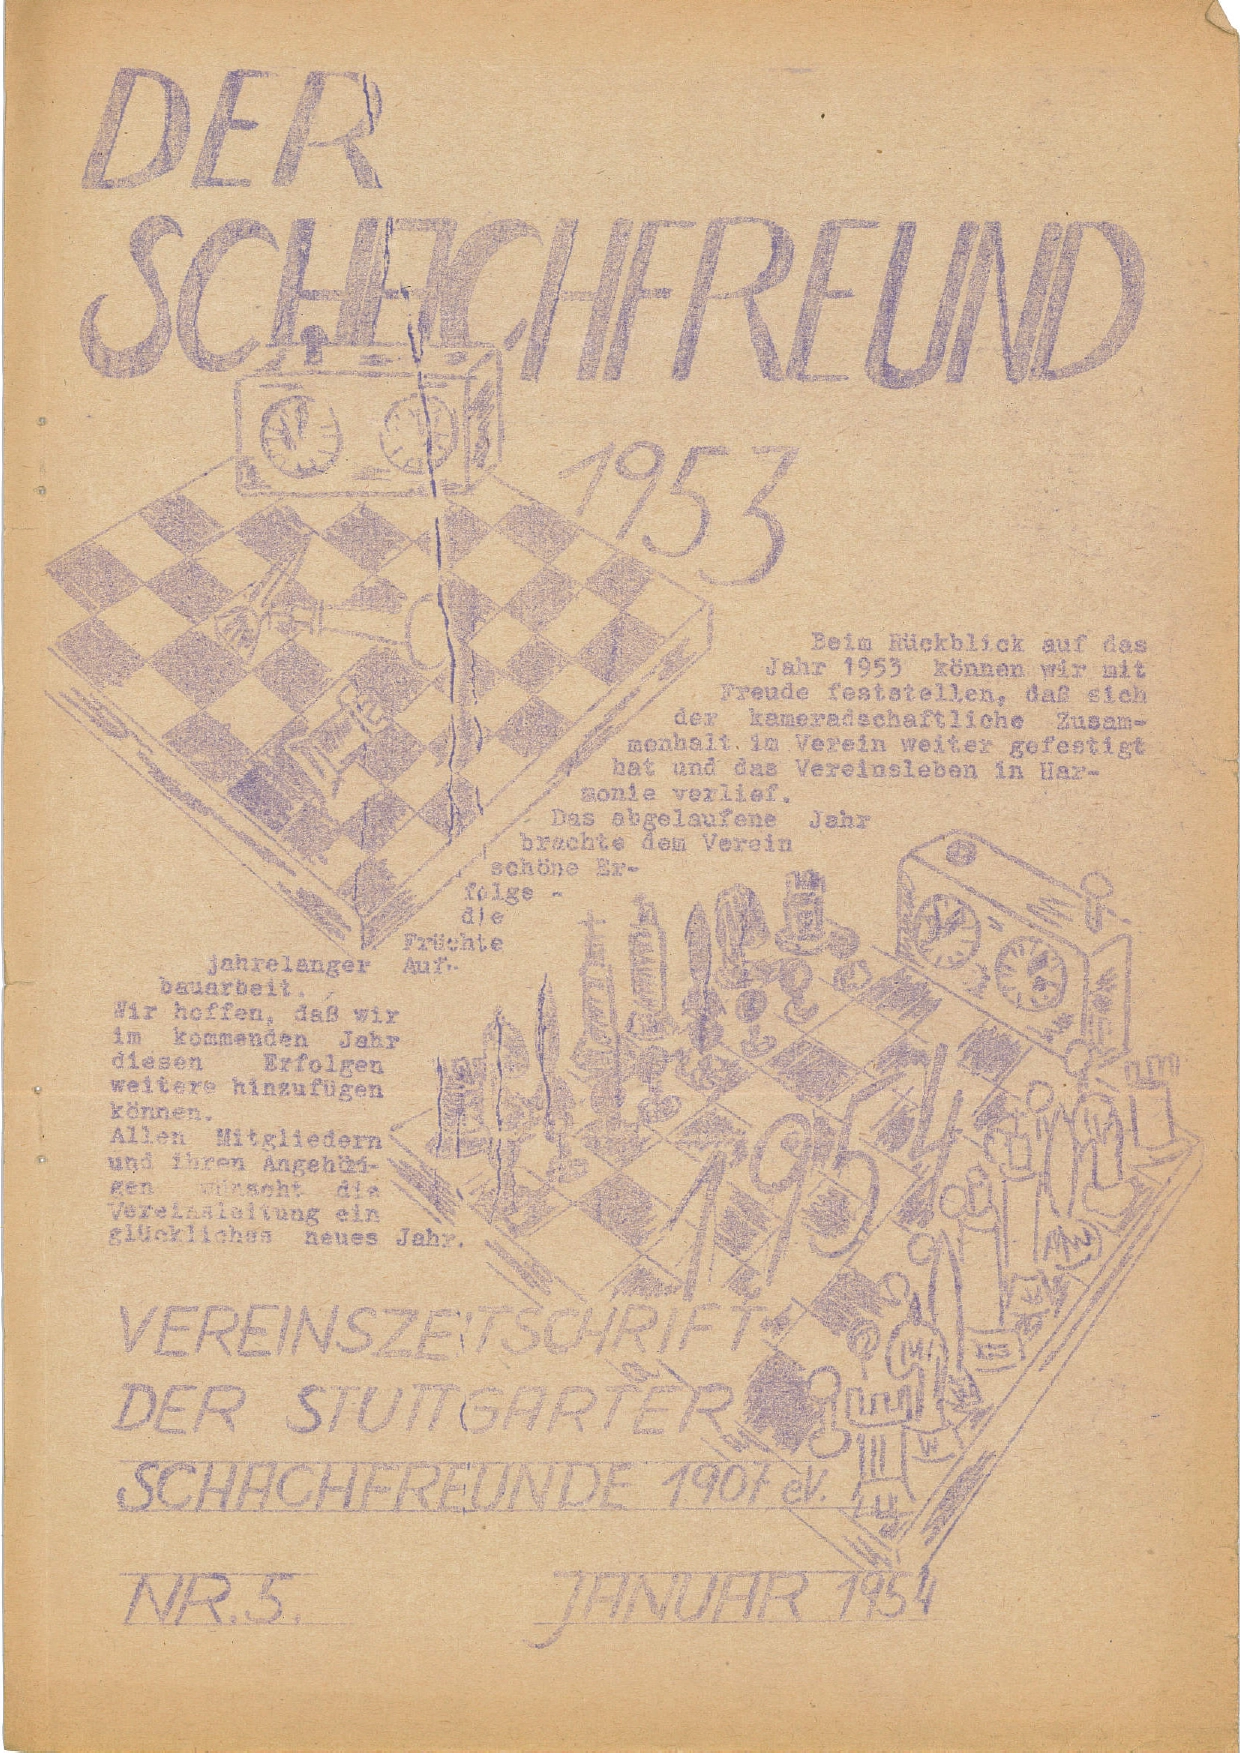 DER
SCHACHFREUND
1953
Beim Rückblick auf das
Jahr 1953 können wir mit
Freude feststellen, daß sich
der kameradschaftliche Zusam-
menhalt im Verein weiter gefestigt
hat und das Vereinsleben in Har-
monie verlief.
Das abgelaufene Jahr
brachte dem Verein
schöne Er-
folge -
die
Früchte
jahrelanger Auf-
bauarbeit.
Wir hoffen, daß wir
im kommenden Jahr
diesen Erfolgen
weitere hinzufügen
können.
Allen Mitgliedern
und ihren Angehöri-
gen wünscht die
Vereinsleitung ein
glückliches neues Jahr.
1954
VEREINSZEITSCHRIFT
DER STUTTGARTER
SCHACHFREUNDE 1907 e.V.
NR. 5.
JANUAR 1954